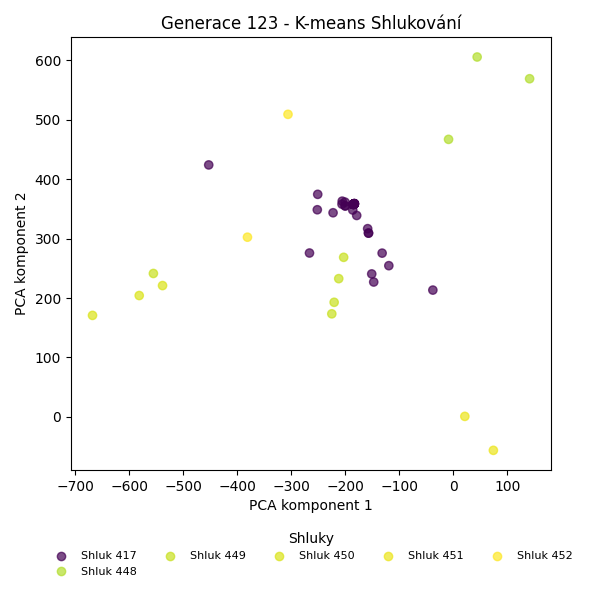 Generace 123 - K-means Shlukování
600
500
400
300
200
100
0
PCA komponent 2
−700 −600 −500 −400 −300 −200 −100 0 100
PCA komponent 1
Shluky
Shluk 417 Shluk 449 Shluk 450 Shluk 451 Shluk 452
Shluk 448